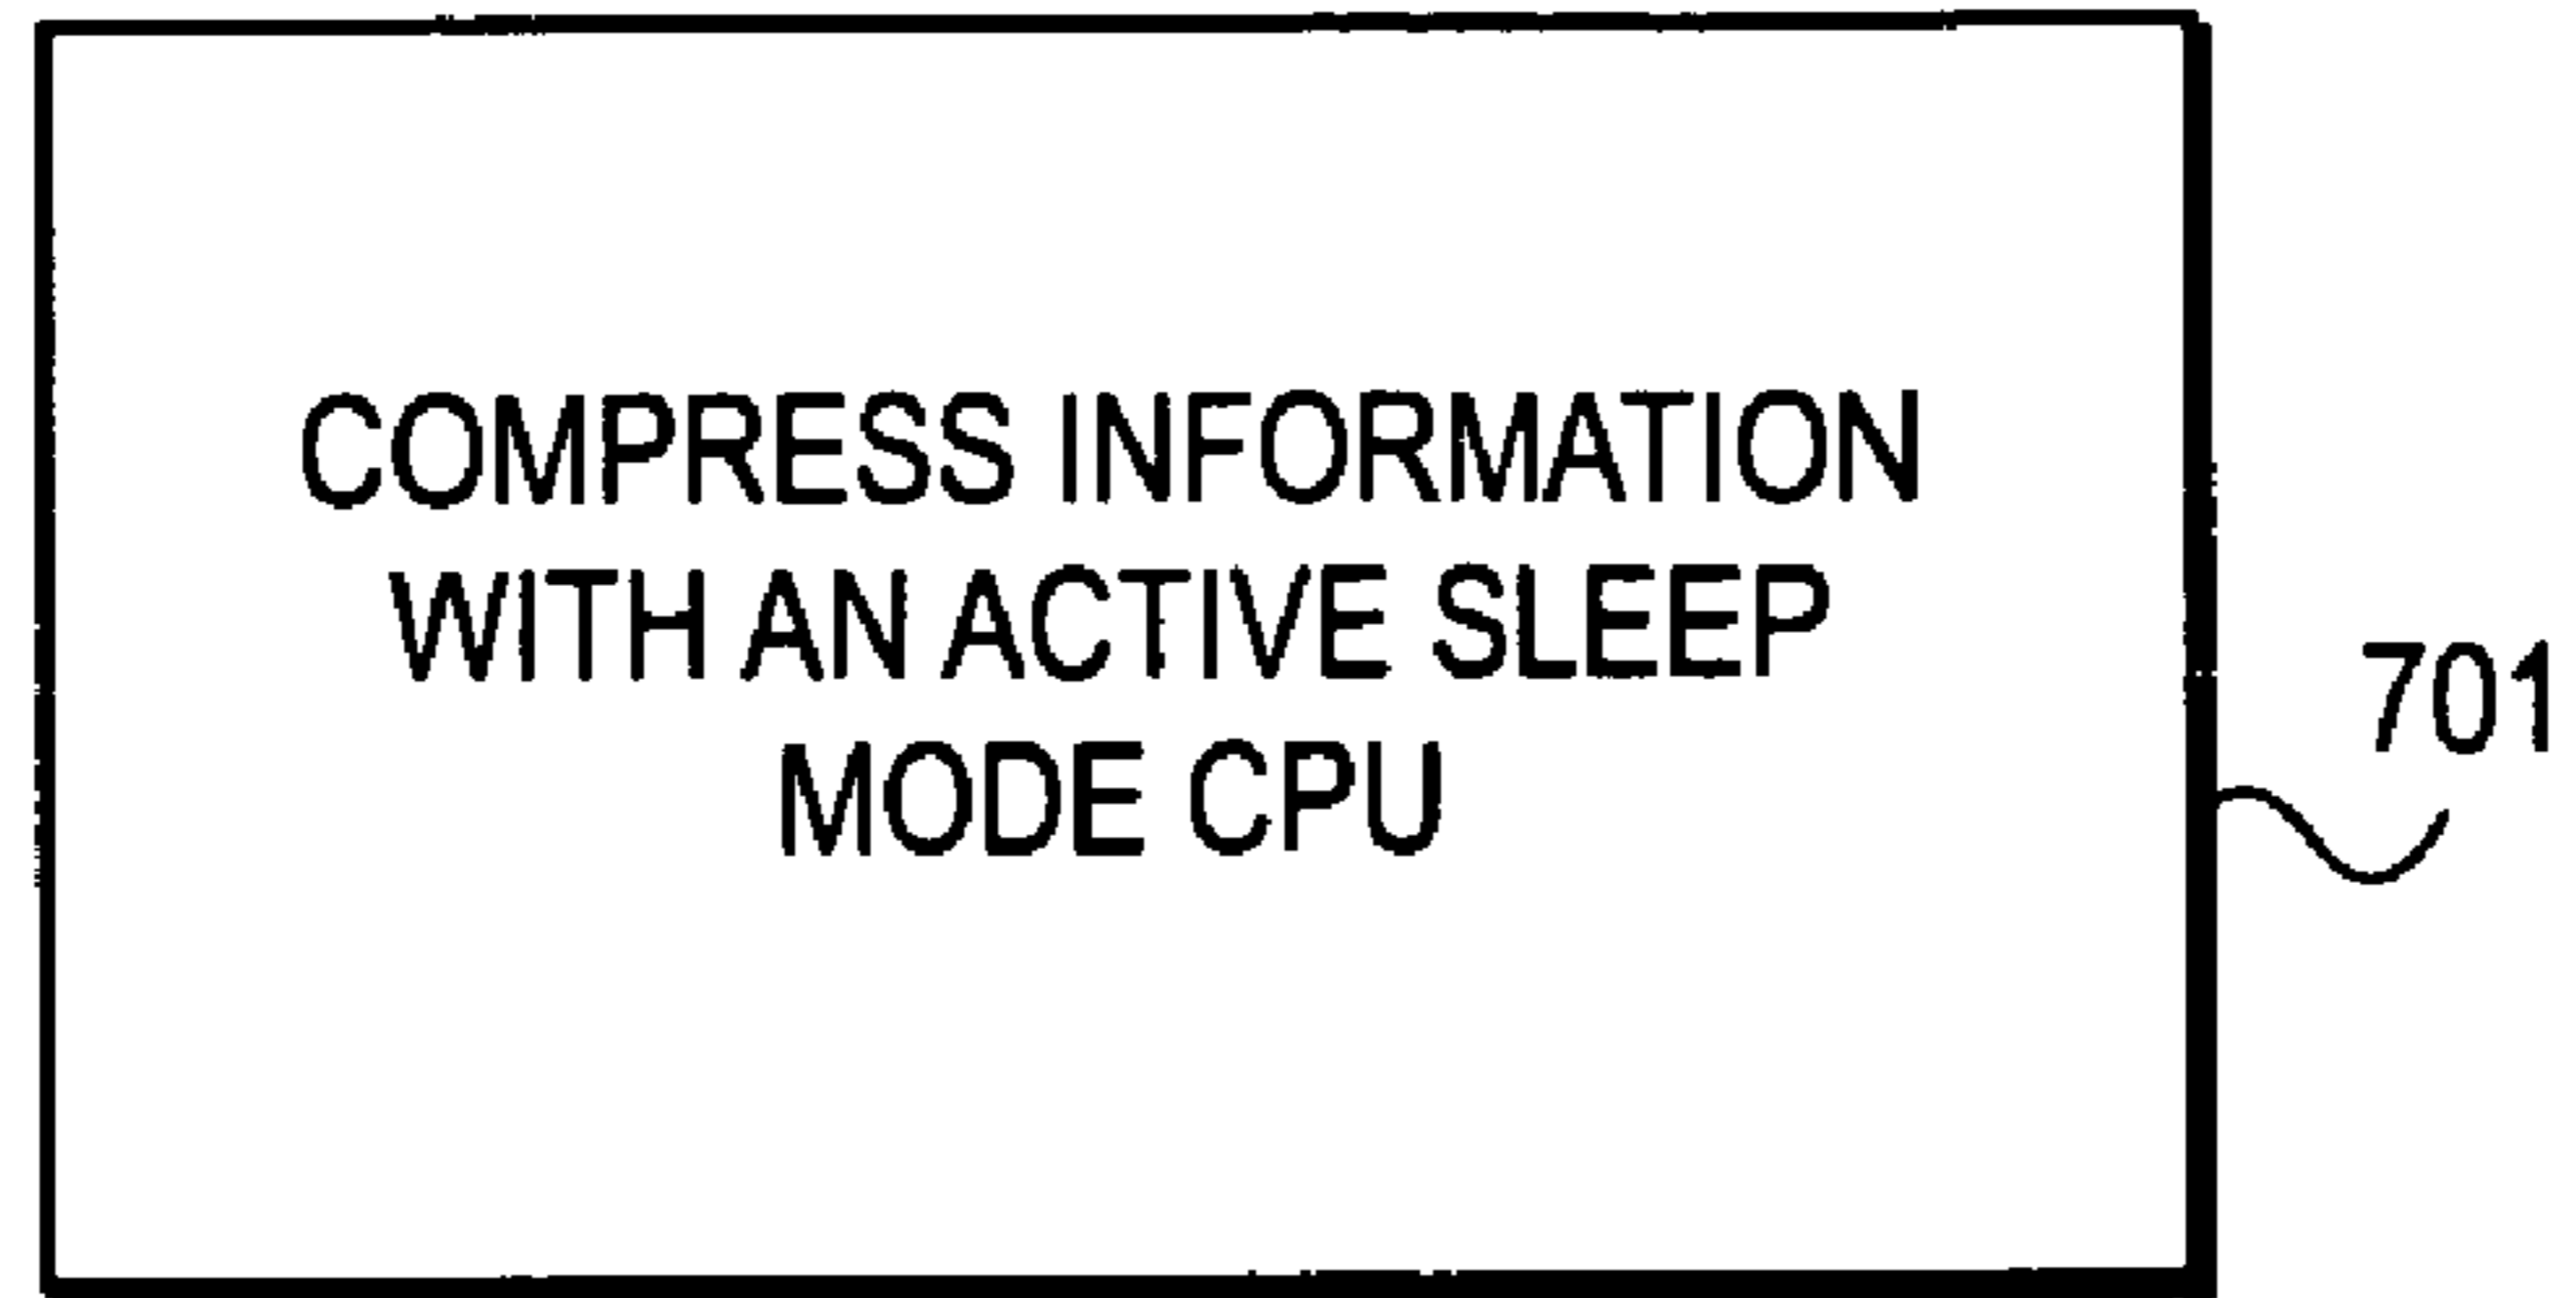 COMPRESS INFORMATION
WITH AN ACTIVE SLEEP
MODE CPU
701